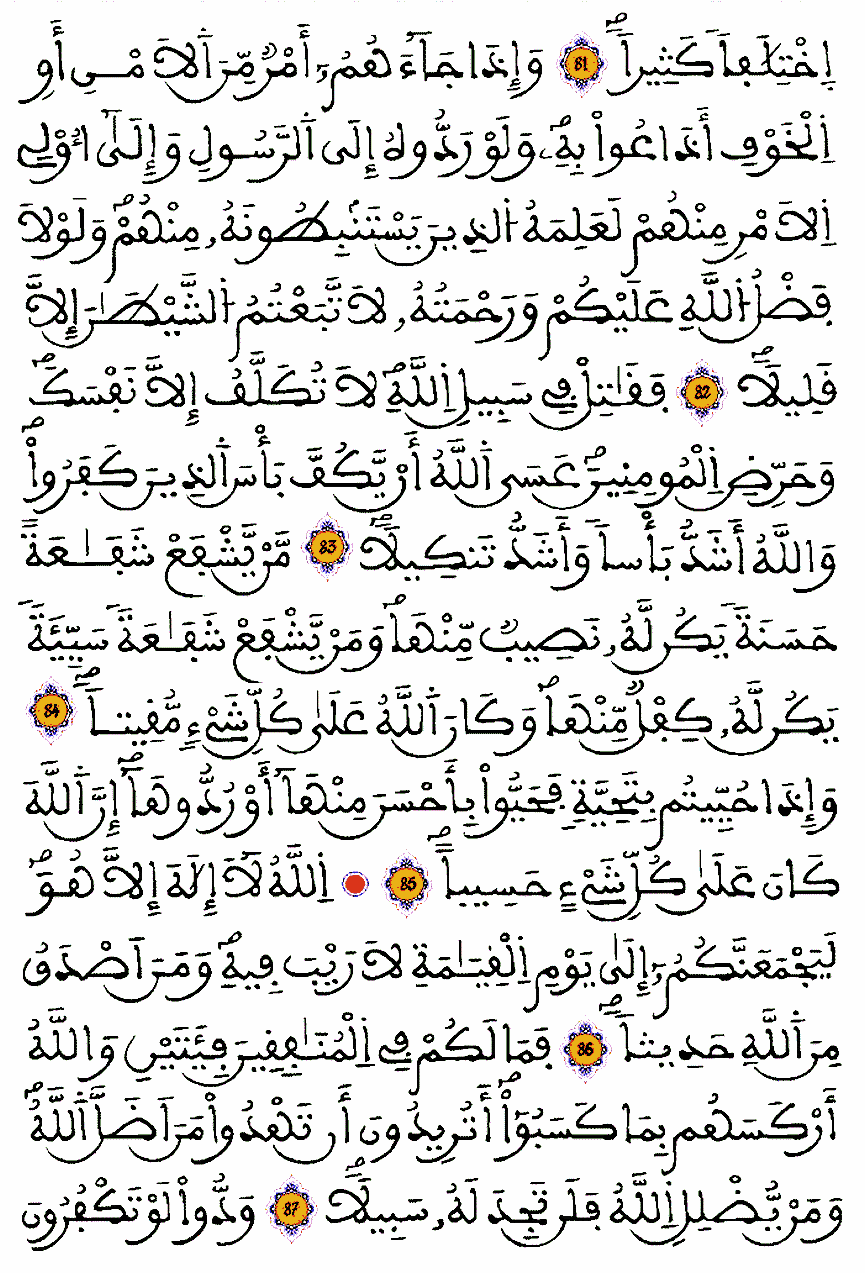 اِ۪خْتِلَٰفاٗ كَثِيراٗۖ 81 وَإِذَا جَآءَهُمُۥٓ أَمْرٞ مِّنَ اَ۬لَامْنِ أَوِ
اِ۬لْخَوْفِ أَذَاعُواْ بِهِۦۖ وَلَوْ رَدُّوهُ إِلَى اَ۬لرَّسُولِ وَإِلَىٰٓ أُوْلِے
اِ۬لَامْرِ مِنْهُمْ لَعَلِمَهُ اُ۬لذِينَ يَسْتَنۢبِطُونَهُۥ مِنْهُمْۖ وَلَوْلَا
فَضْلُ اُ۬للَّهِ عَلَيْكُمْ وَرَحْمَتُهُۥ لَاتَّبَعْتُمُ اُ۬لشَّيْطَٰنَ إِلَّا
قَلِيلاٗۖ 82 فَقَٰتِلْ فِے سَبِيلِ اِ۬للَّهِۖ لَا تُكَلَّفُ إِلَّا نَفْسَكَۖ
وَحَرِّضِ اِ۬لْمُومِنِينَۖ عَسَى اَ۬للَّهُ أَنْ يَّكُفَّ بَأْسَ اَ۬لذِينَ كَفَرُواْۖ
وَاللَّهُ أَشَدُّ بَأْساٗ وَأَشَدُّ تَنكِيلاٗۖ 83 مَّنْ يَّشْفَعْ شَفَٰعَةً
حَسَنَةٗ يَكُن لَّهُۥ نَصِيبٞ مِّنْهَاۖ وَمَنْ يَّشْفَعْ شَفَٰعَةٗ سَيِّئَةٗ
يَكُن لَّهُۥ كِفْلٞ مِّنْهَاۖ وَكَانَ اَ۬للَّهُ عَلَىٰ كُلِّ شَےْءٖ مُّقِيتاٗۖ 84
وَإِذَا حُيِّيتُم بِتَحِيَّةٖ فَحَيُّواْ بِأَحْسَنَ مِنْهَآ أَوْ رُدُّوهَآۖ إِنَّ اَ۬للَّهَ
كَانَ عَلَىٰ كُلِّ شَےْءٍ حَسِيباًۖ 85 اِ۬للَّهُ لَآ إِلَٰهَ إِلَّا هُوَۖ
لَيَجْمَعَنَّكُمُۥٓ إِلَىٰ يَوْمِ اِ۬لْقِيَٰمَةِ لَا رَيْبَ فِيهِۖ وَمَنَ اَصْدَقُ
مِنَ اَ۬للَّهِ حَدِيثاٗۖ 86 فَمَا لَكُمْ فِے اِ۬لْمُنَٰفِقِينَ فِئَتَيْنِ وَاللَّهُ
أَرْكَسَهُم بِمَا كَسَبُوٓاْۖ أَتُرِيدُونَ أَن تَهْدُواْ مَنَ اَضَلَّ اَ۬للَّهُۖ
وَمَنْ يُّضْلِلِ اِ۬للَّهُ فَلَن تَجِدَ لَهُۥ سَبِيلاٗۖ 87 وَدُّواْ لَوْ تَكْفُرُونَ